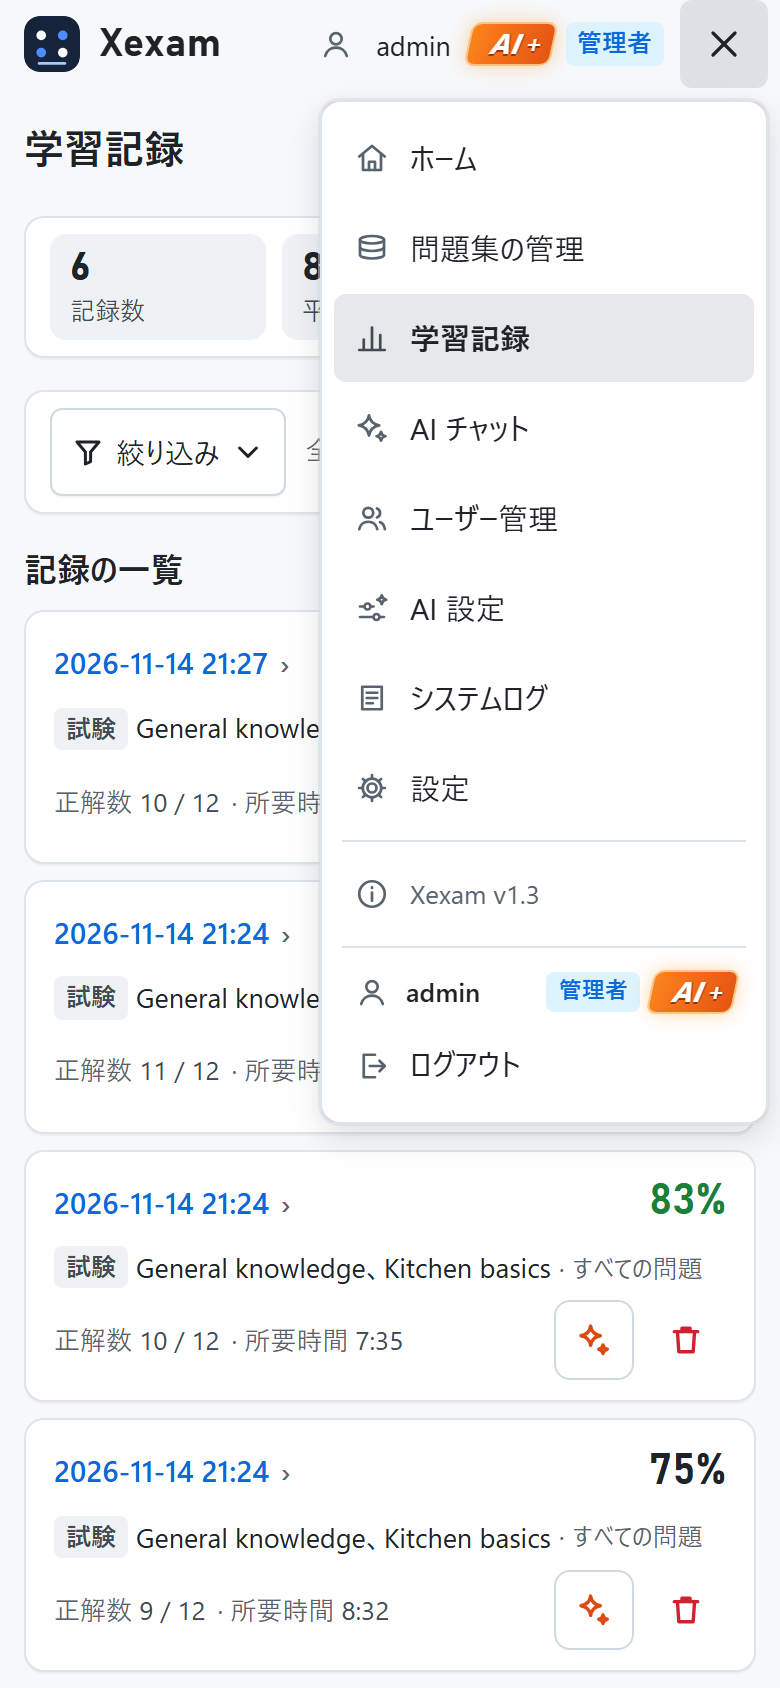 Xexam
admin AI+ 管理者
学習記録
6
記録数
8
平
絞り込み
記録の一覧
2026-11-14 21:27
試験 General knowle
正解数 10 / 12 · 所要時
2026-11-14 21:24
試験 General knowle
正解数 11 / 12 · 所要時
2026-11-14 21:24
83%
試験 General knowledge、Kitchen basics · すべての問題
正解数 10 / 12 · 所要時間 7:35
2026-11-14 21:24
75%
試験 General knowledge、Kitchen basics · すべての問題
正解数 9 / 12 · 所要時間 8:32
ホーム
問題集の管理
学習記録
AI チャット
ユーザー管理
AI 設定
システムログ
設定
Xexam v1.3
admin 管理者 AI+
ログアウト